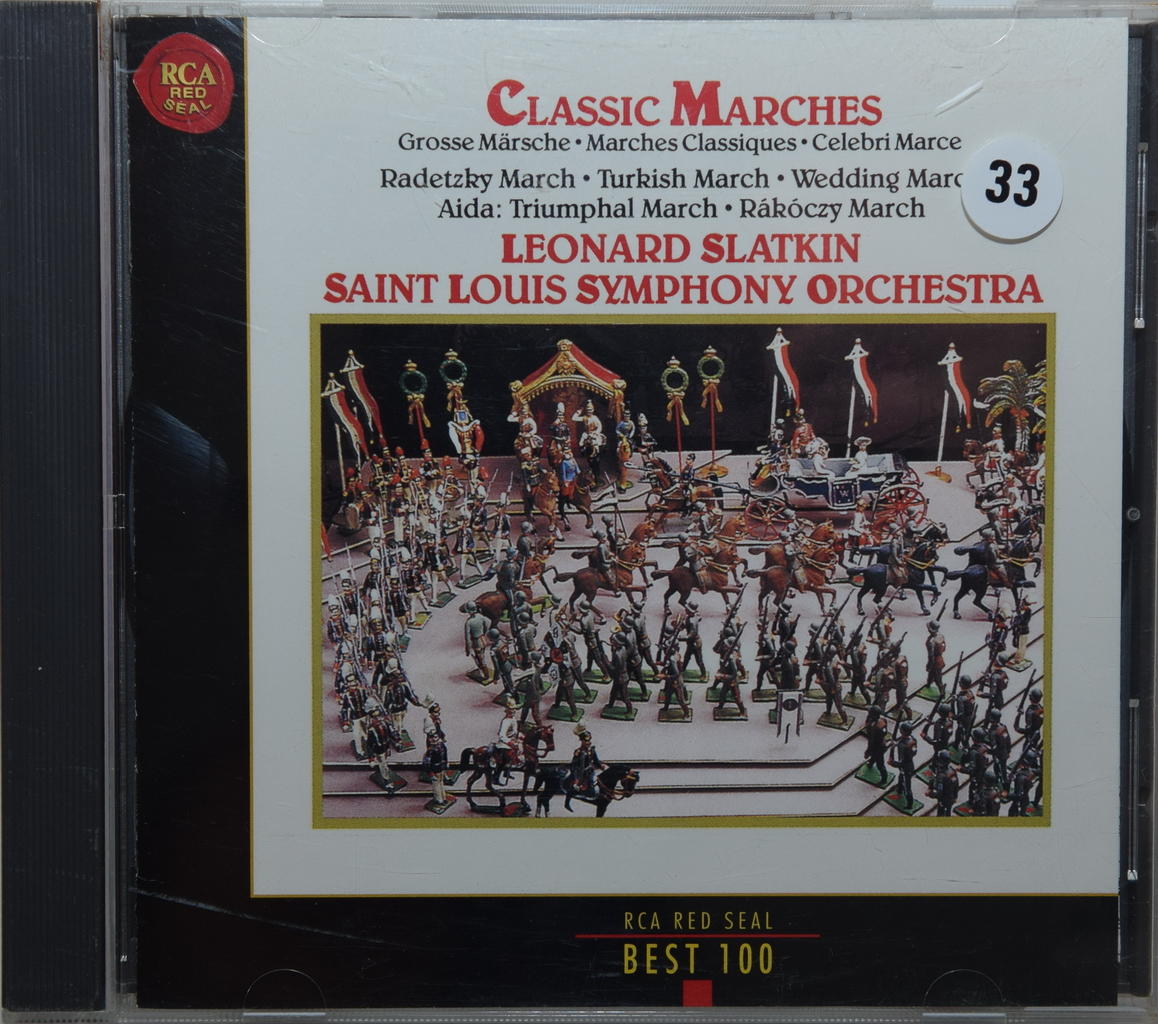 RCA
RED
SEAL
CLASSIC MARCHES
Grosse Märsche • Marches Classiques • Celebri Marce
Radetzky March • Turkish March • Wedding Marc
33
Aida: Triumphal March • Rákóczy March
LEONARD SLATKIN
SAINT LOUIS SYMPHONY ORCHESTRA
RCA RED SEAL
BEST 100